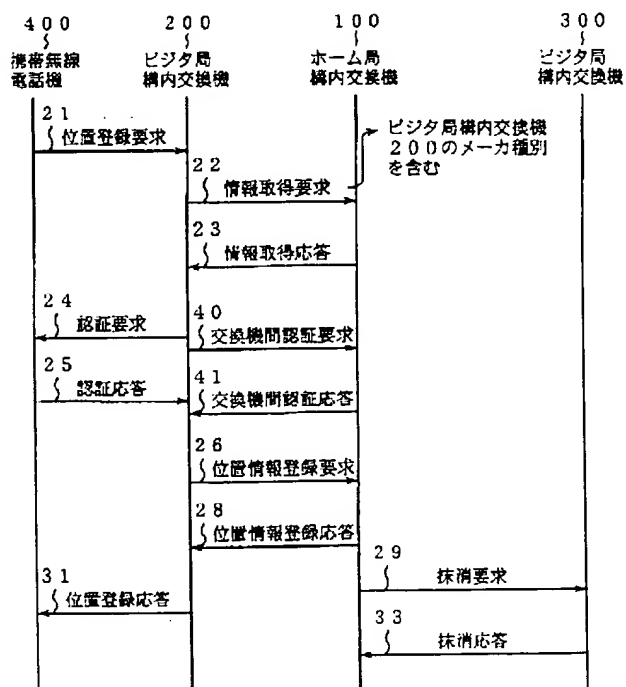 400
200
100
300
携帯無線
電話機
ビジタ局
構内交換機
ホーム局
構内交換機
ビジタ局
構内交換機
21
位置登録要求
ビジタ局構内交換機
200のメーカ種別
を含む
22
情報取得要求
23
情報取得応答
24
認証要求
40
交換機間認証要求
25
認証応答
41
交換機間認証応答
26
位置情報登録要求
28
位置情報登録応答
29
抹消要求
31
位置登録応答
33
抹消応答